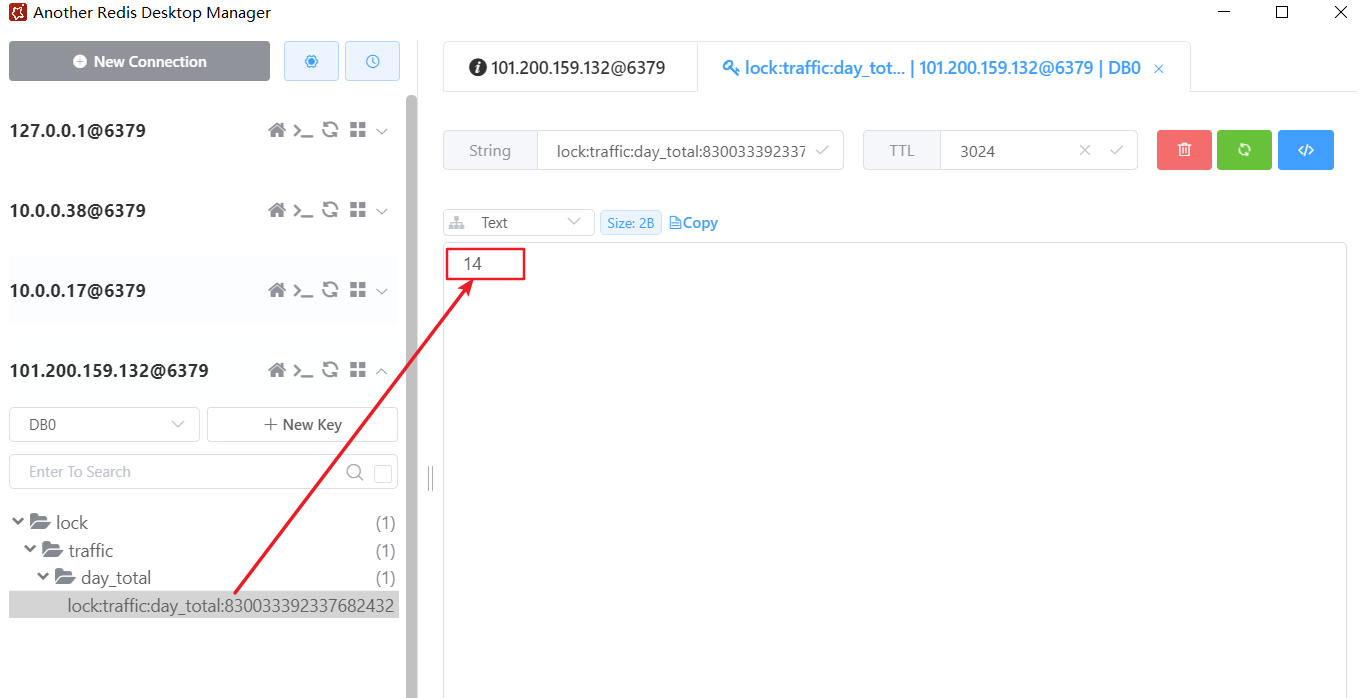 Another Redis Desktop Manager
New Connection
127.0.0.1@6379
10.0.0.38@6379
10.0.0.17@6379
101.200.159.132@6379
DB0
New Key
Enter To Search
lock (1)
traffic (1)
day_total (1)
lock:traffic:day_total:830033392337682432
101.200.159.132@6379
lock:traffic:day_tot... | 101.200.159.132@6379 | DB0
String
lock:traffic:day_total:830033392337
TTL
3024
Text
Size: 2B
Copy
14